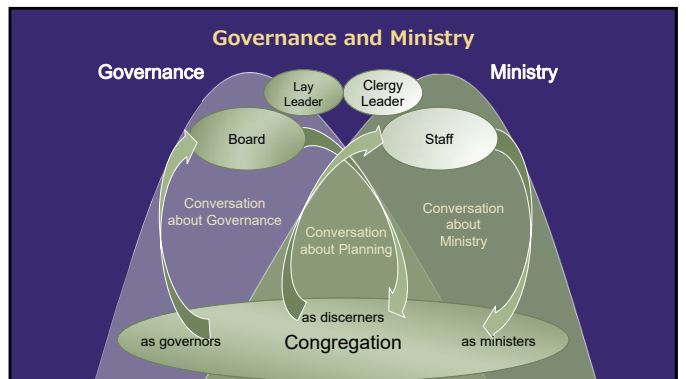 Governance and Ministry
Governance
Ministry
Lay
Leader
Clergy
Leader
Board
Staff
Conversation
about Governance
Conversation
about Planning
Conversation
about
Ministry
as discerners
as governors
Congregation
as ministers